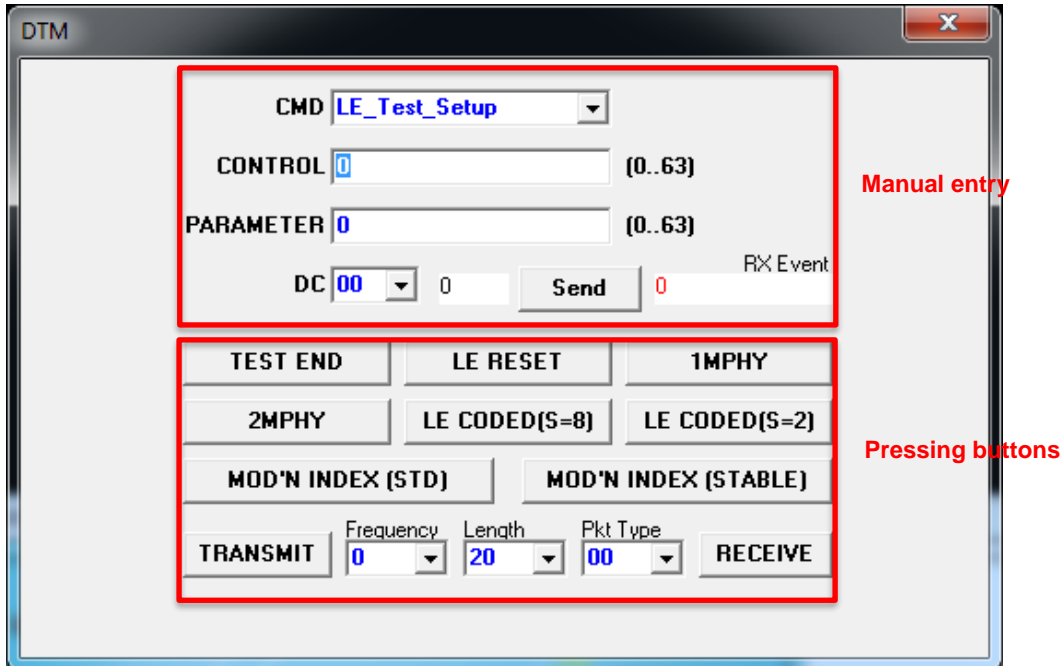 DTM
CMD LE_Test_Setup
CONTROL 0 (0..63)
Manual entry
PARAMETER 0 (0..63)
RX Event
DC 00 0 Send 0
TEST END LE RESET 1MPHY
2MPHY LE CODED(S=8) LE CODED(S=2)
Pressing buttons
MOD'N INDEX (STD) MOD'N INDEX (STABLE)
Frequency Length Pkt Type
TRANSMIT 0 20 00 RECEIVE